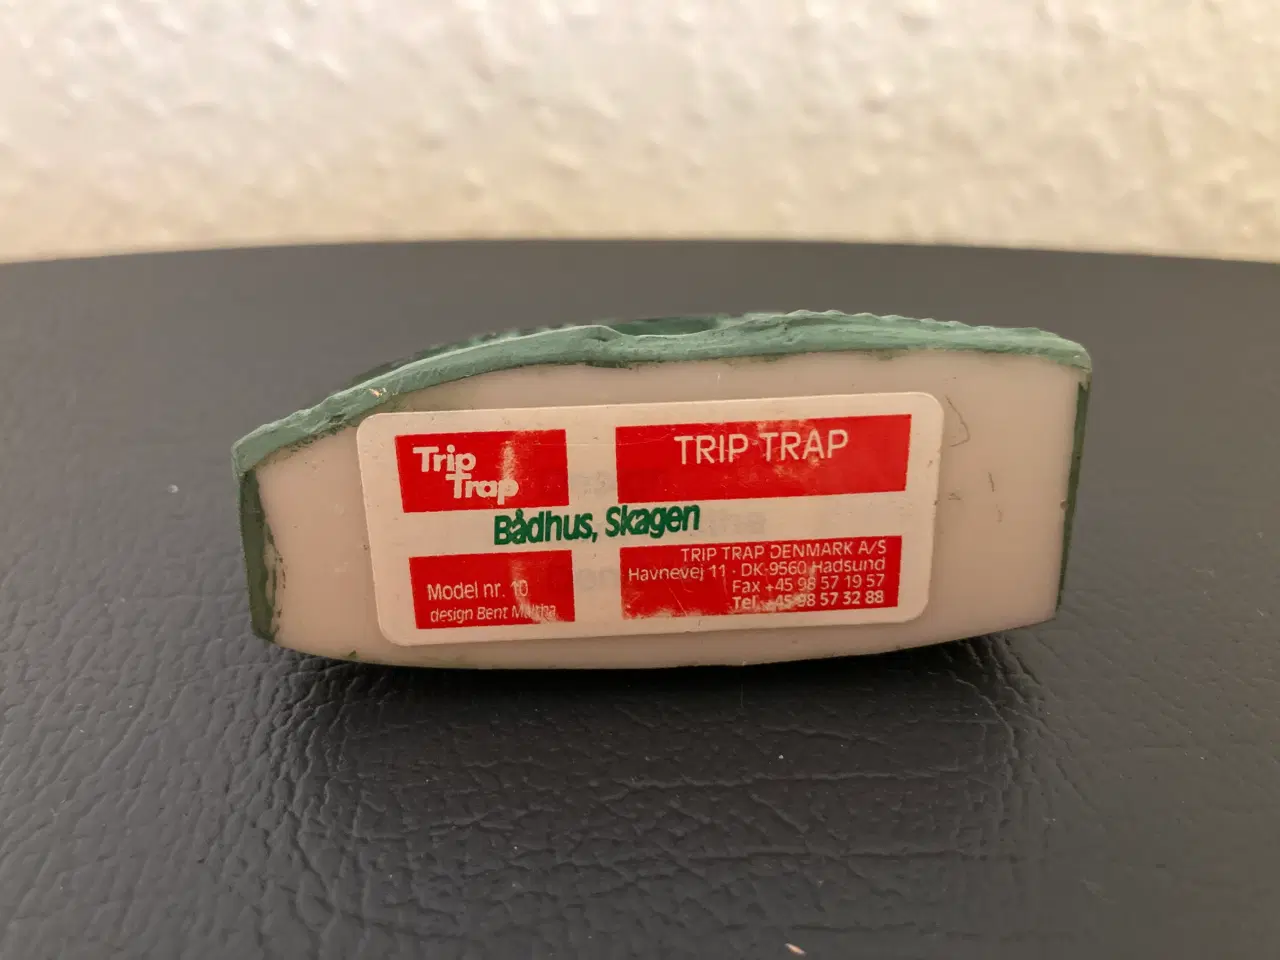 Trip
Trap
TRIP TRAP
Bådhus, Skagen
Model nr. 10
design Bent
TRIP TRAP DENMARK A/S
Havnevej 11 · DK-9560 Hadsund
Fax +45 98 57 19 57
Tel. +45 98 57 32 88